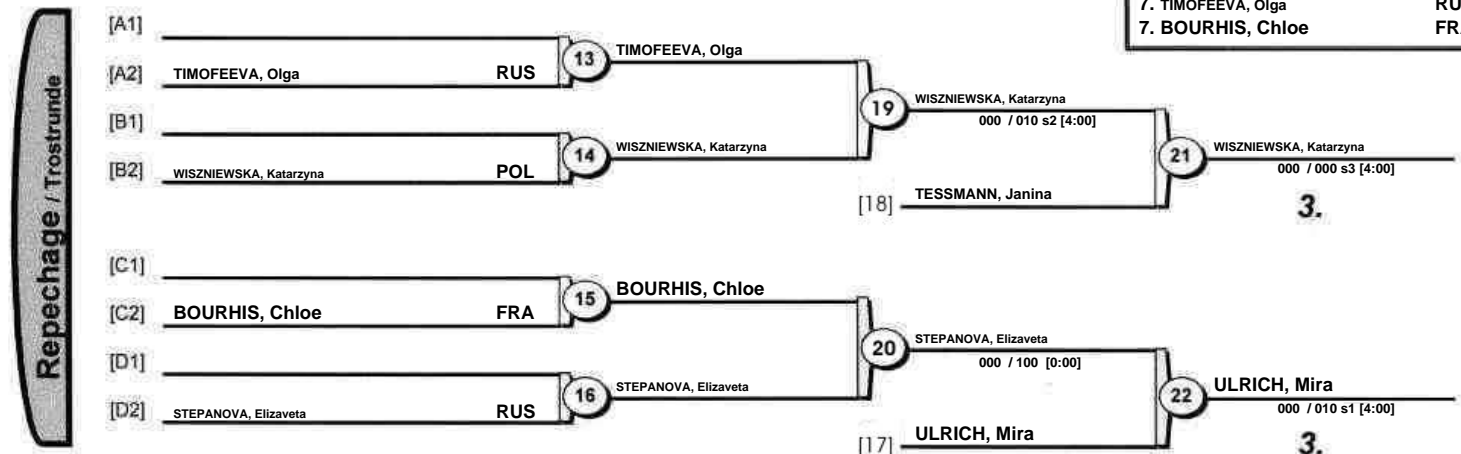 7. TIMOFEEVA, Olga RU
7. BOURHIS, Chloe FRA
Repechage / Trostrunde
[A1]
[A2] TIMOFEEVA, Olga RUS
13 TIMOFEEVA, Olga
[B1]
[B2] WISZNIEWSKA, Katarzyna POL
14 WISZNIEWSKA, Katarzyna
19 WISZNIEWSKA, Katarzyna
000 / 010 s2 [4:00]
[18] TESSMANN, Janina
21 WISZNIEWSKA, Katarzyna
000 / 000 s3 [4:00]
3.
[C1]
[C2] BOURHIS, Chloe FRA
15 BOURHIS, Chloe
[D1]
[D2] STEPANOVA, Elizaveta RUS
16 STEPANOVA, Elizaveta
20 STEPANOVA, Elizaveta
000 / 100 [0:00]
[17] ULRICH, Mira
22 ULRICH, Mira
000 / 010 s1 [4:00]
3.